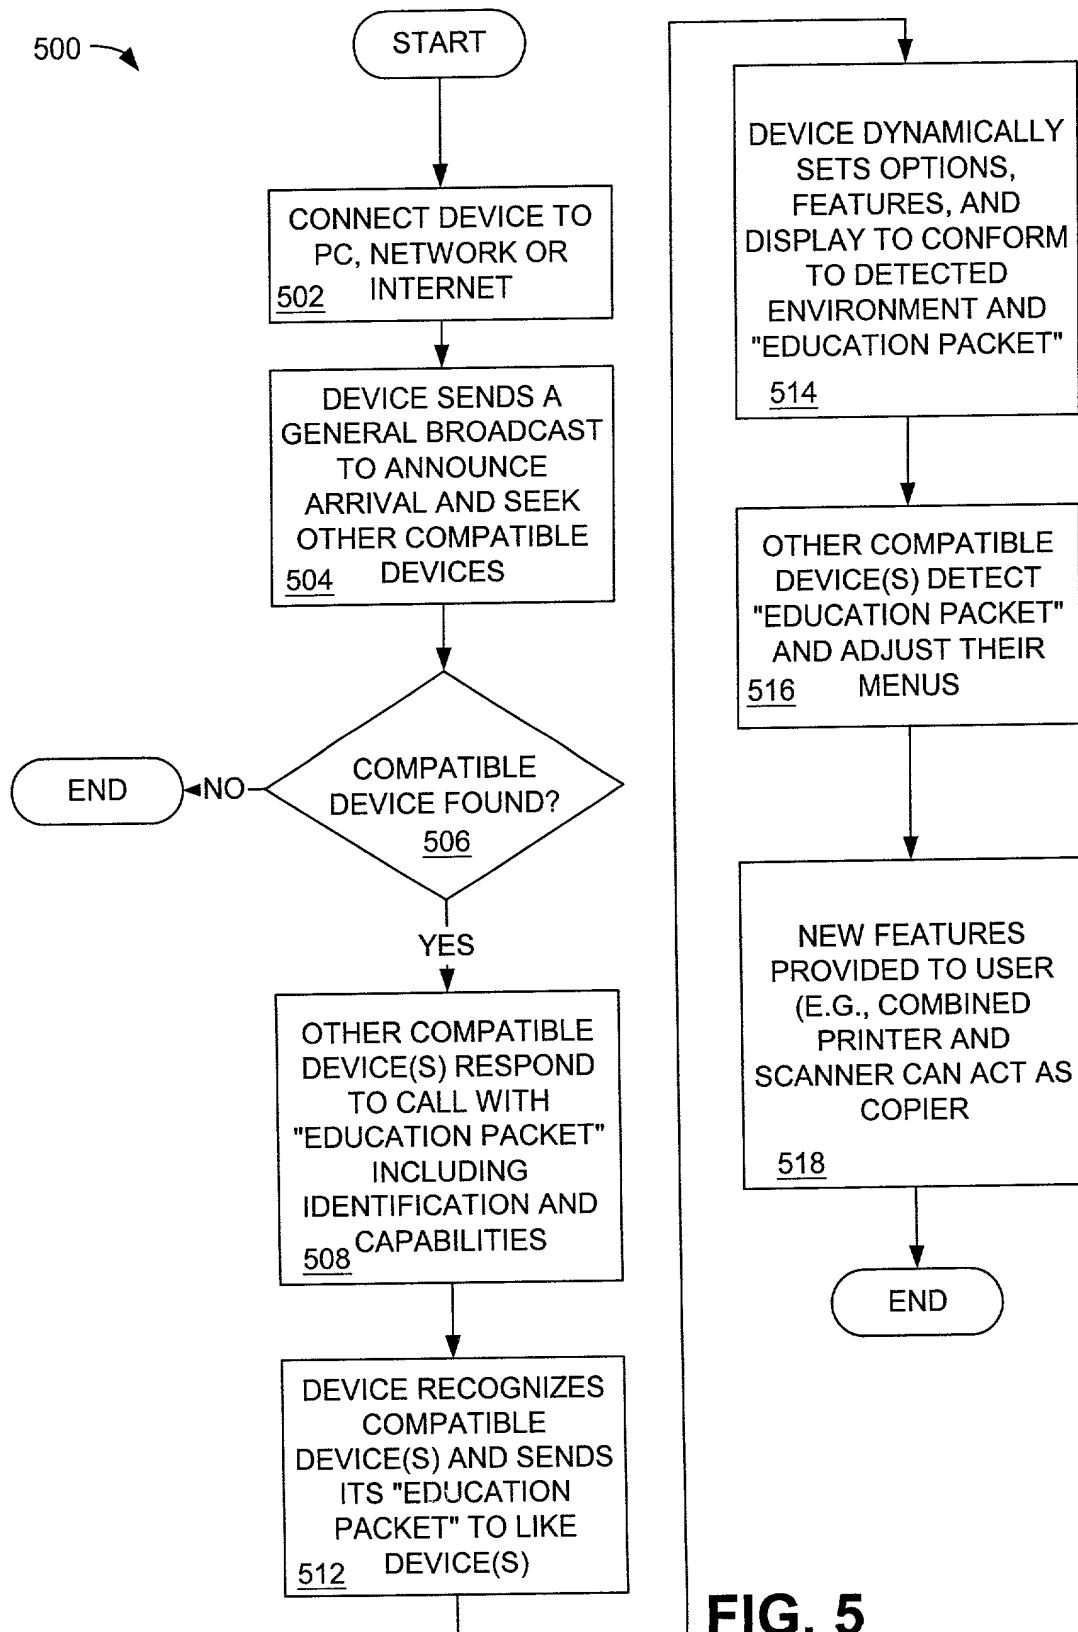 500
START
CONNECT DEVICE TO
PC, NETWORK OR
INTERNET
502
DEVICE SENDS A
GENERAL BROADCAST
TO ANNOUNCE
ARRIVAL AND SEEK
OTHER COMPATIBLE
DEVICES
504
COMPATIBLE
DEVICE FOUND?
506
NO
END
YES
OTHER COMPATIBLE
DEVICE(S) RESPOND
TO CALL WITH
"EDUCATION PACKET"
INCLUDING
IDENTIFICATION AND
CAPABILITIES
508
DEVICE RECOGNIZES
COMPATIBLE
DEVICE(S) AND SENDS
ITS "EDUCATION
PACKET" TO LIKE
DEVICE(S)
512
DEVICE DYNAMICALLY
SETS OPTIONS,
FEATURES, AND
DISPLAY TO CONFORM
TO DETECTED
ENVIRONMENT AND
"EDUCATION PACKET"
514
OTHER COMPATIBLE
DEVICE(S) DETECT
"EDUCATION PACKET"
AND ADJUST THEIR
MENUS
516
NEW FEATURES
PROVIDED TO USER
(E.G., COMBINED
PRINTER AND
SCANNER CAN ACT AS
COPIER
518
END
FIG. 5